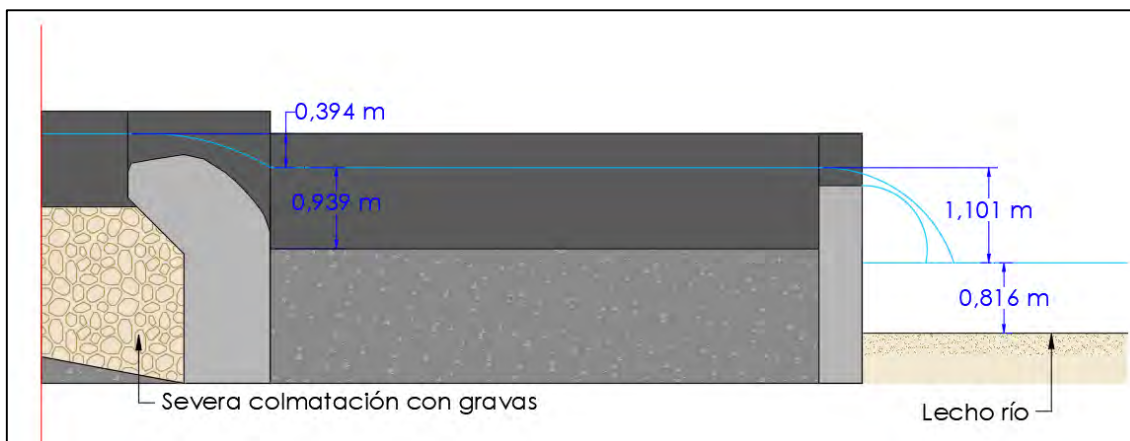 0,394 m
0,939 m
1,101 m
0,816 m
Severa colmatación con gravas
Lecho río